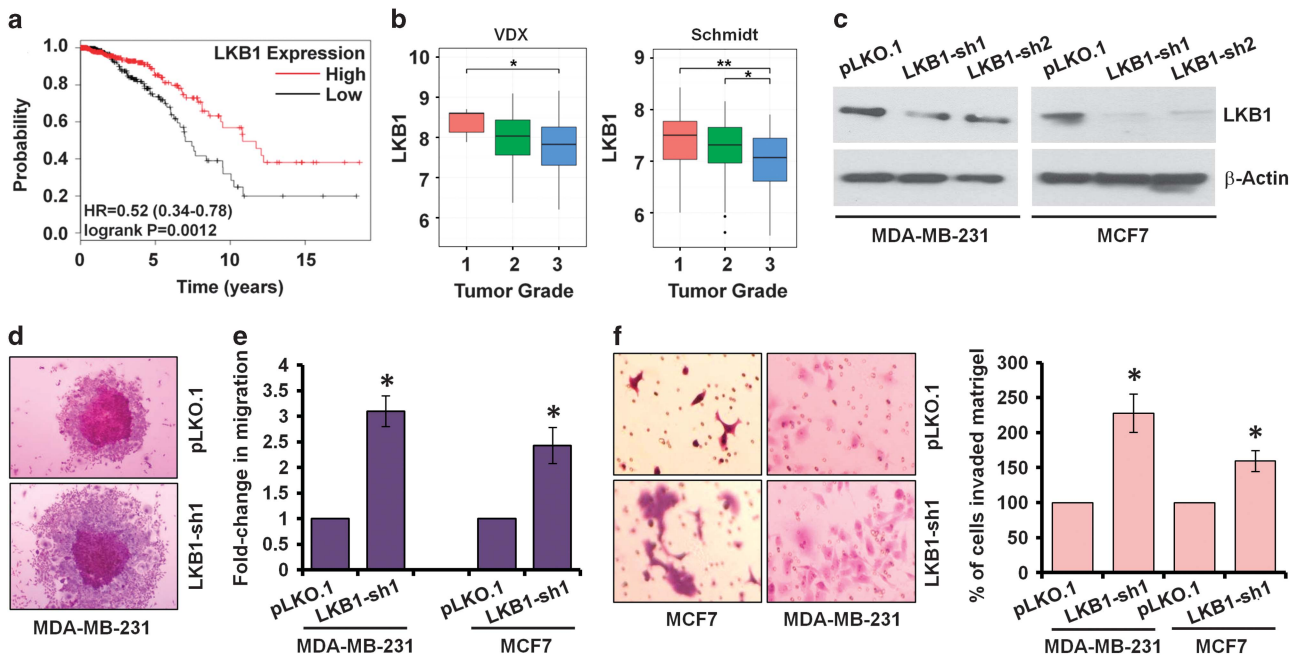 a
LKB1 Expression
High
Low
Probability
1.0
0.8
0.6
0.4
0.2
0.0
HR=0.52 (0.34-0.78)
logrank P=0.0012
0 5 10 15
Time (years)
b
VDX
*
LKB1
10
9
8
7
6
1 2 3
Tumor Grade
Schmidt
**
*
LKB1
9
8
7
6
1 2 3
Tumor Grade
c
pLKO.1 LKB1-sh1 LKB1-sh2 pLKO.1 LKB1-sh1 LKB1-sh2
LKB1
β-Actin
MDA-MB-231 MCF7
d
pLKO.1
LKB1-sh1
MDA-MB-231
e
Fold-change in migration
4
3.5
3
2.5
2
1.5
1
0.5
0
* *
pLKO.1 LKB1-sh1 pLKO.1 LKB1-sh1
MDA-MB-231 MCF7
f
pLKO.1
LKB1-sh1
MCF7 MDA-MB-231
% of cells invaded matrigel
300
250
200
150
100
50
0
* *
pLKO.1 LKB1-sh1 pLKO.1 LKB1-sh1
MDA-MB-231 MCF7